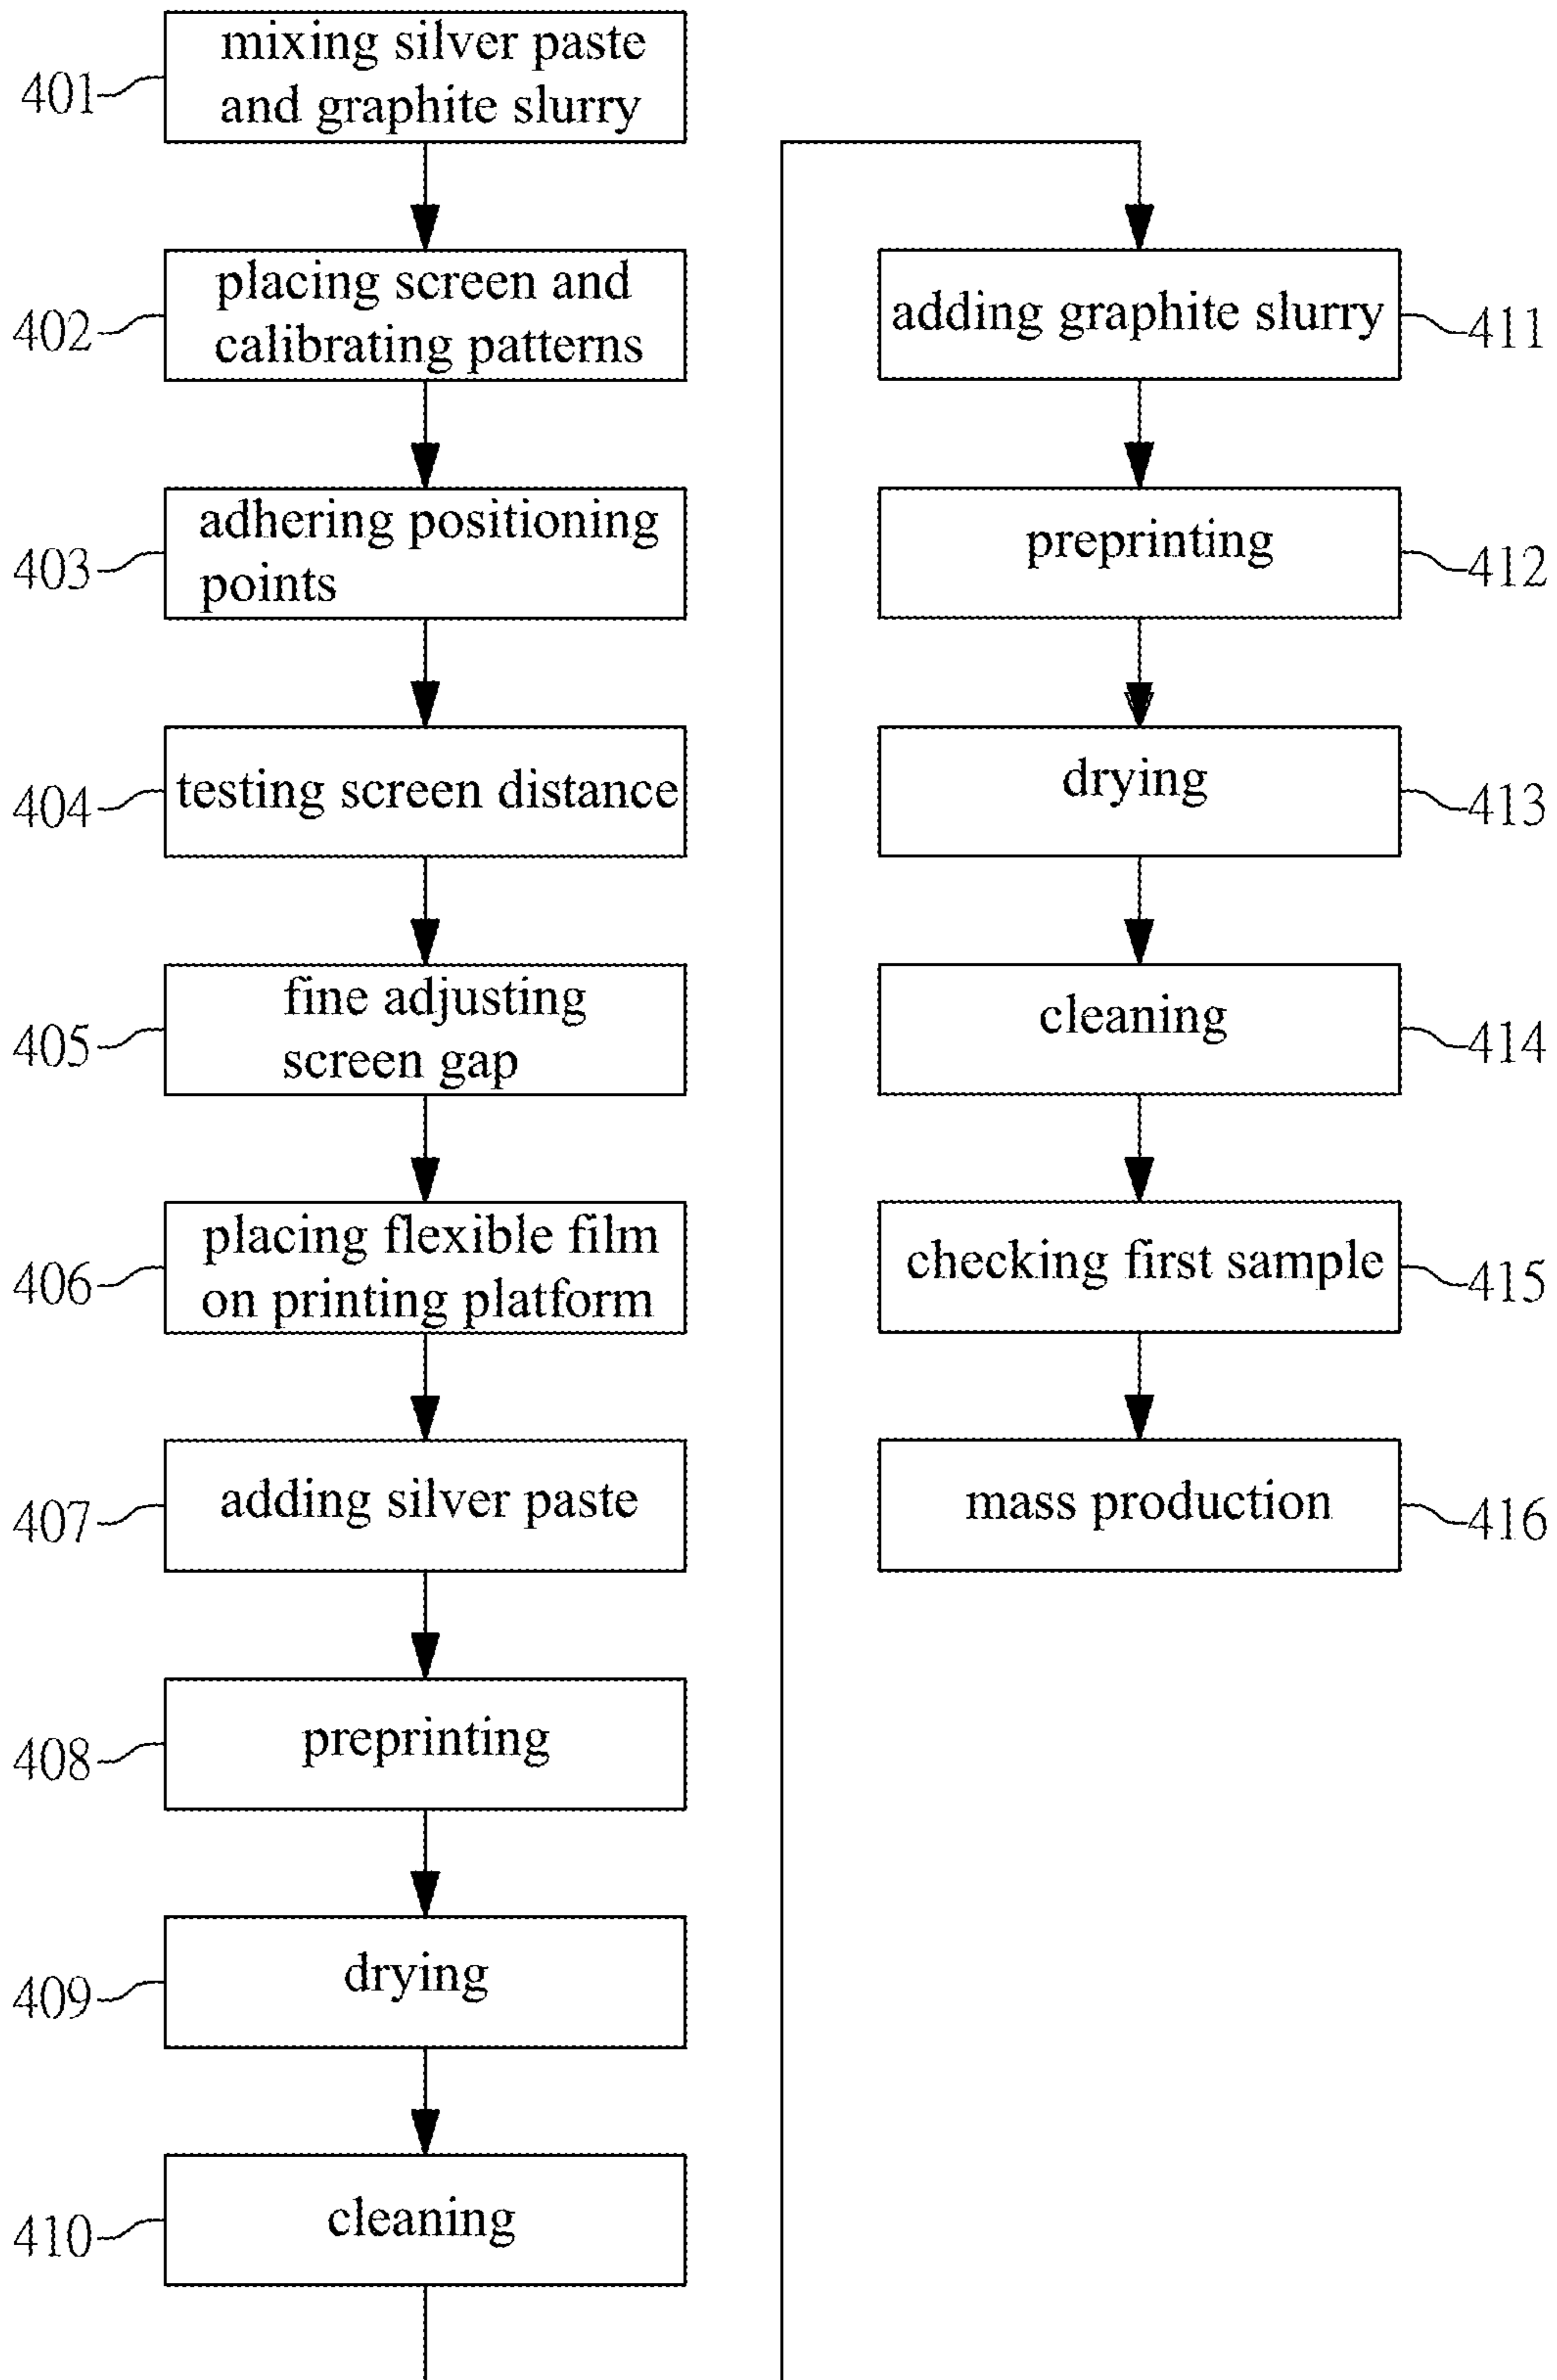 401
mixing silver paste
and graphite slurry
402
placing screen and
calibrating patterns
403
adhering positioning
points
404
testing screen distance
405
fine adjusting
screen gap
406
placing flexible film
on printing platform
407
adding silver paste
408
preprinting
409
drying
410
cleaning
adding graphite slurry
411
preprinting
412
drying
413
cleaning
414
checking first sample
415
mass production
416